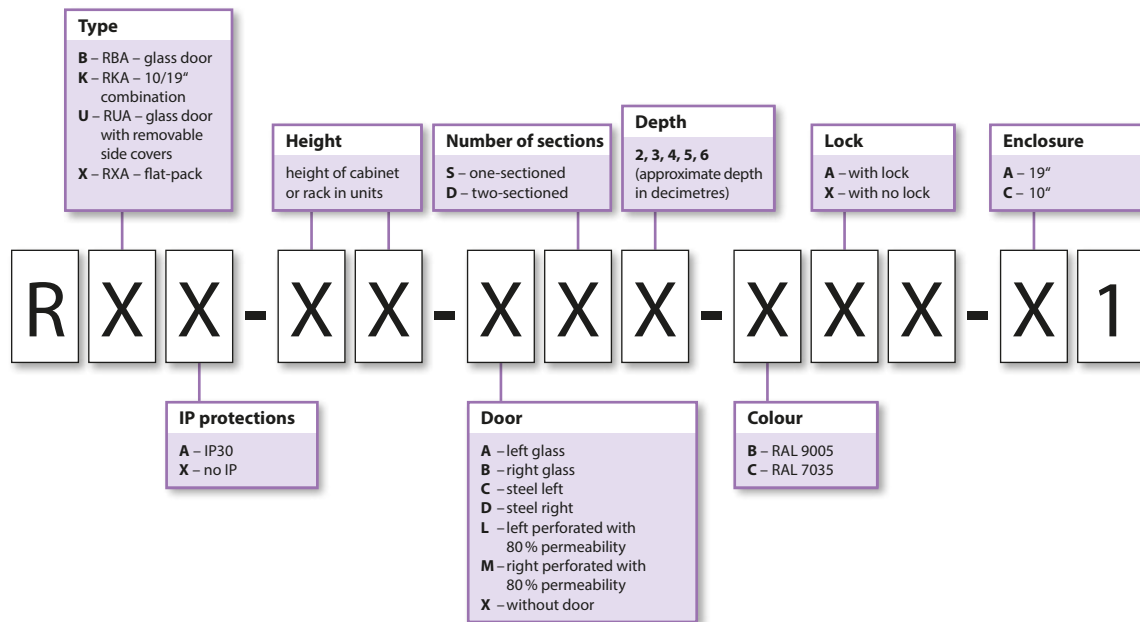 Type
B – RBA – glass door
K – RKA – 10/19“
combination
U – RUA – glass door
with removable
side covers
X – RXA – flat-pack
Height
height of cabinet
or rack in units
Number of sections
S – one-sectioned
D – two-sectioned
Depth
2, 3, 4, 5, 6
(approximate depth
in decimetres)
Lock
A – with lock
X – with no lock
Enclosure
A – 19“
C – 10“
R X X - X X - X X X - X X X - X 1
IP protections
A – IP30
X – no IP
Door
A – left glass
B – right glass
C – steel left
D – steel right
L – left perforated with
80 % permeability
M – right perforated with
80 % permeability
X – without door
Colour
B – RAL 9005
C – RAL 7035